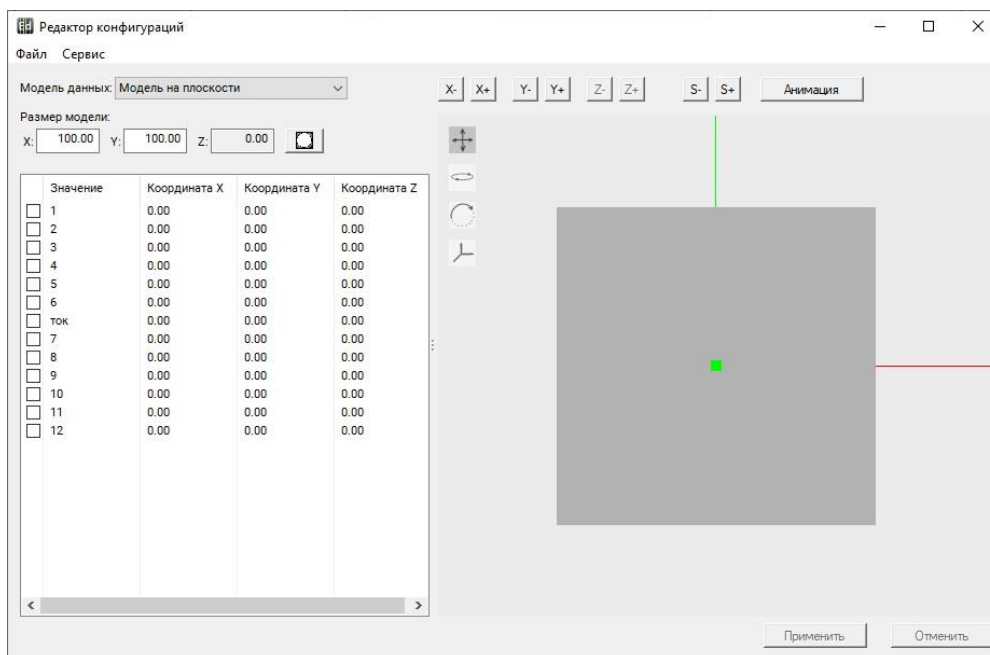 Редактор конфигураций
Файл Сервис
Модель данных: Модель на плоскости
X- X+ Y- Y+ Z- Z+ S- S+ Анимация
Размер модели:
X: 100.00 Y: 100.00 Z: 0.00
Значение Координата X Координата Y Координата Z
1 0.00 0.00 0.00
2 0.00 0.00 0.00
3 0.00 0.00 0.00
4 0.00 0.00 0.00
5 0.00 0.00 0.00
6 0.00 0.00 0.00
ток 0.00 0.00 0.00
7 0.00 0.00 0.00
8 0.00 0.00 0.00
9 0.00 0.00 0.00
10 0.00 0.00 0.00
11 0.00 0.00 0.00
12 0.00 0.00 0.00
Применить Отменить